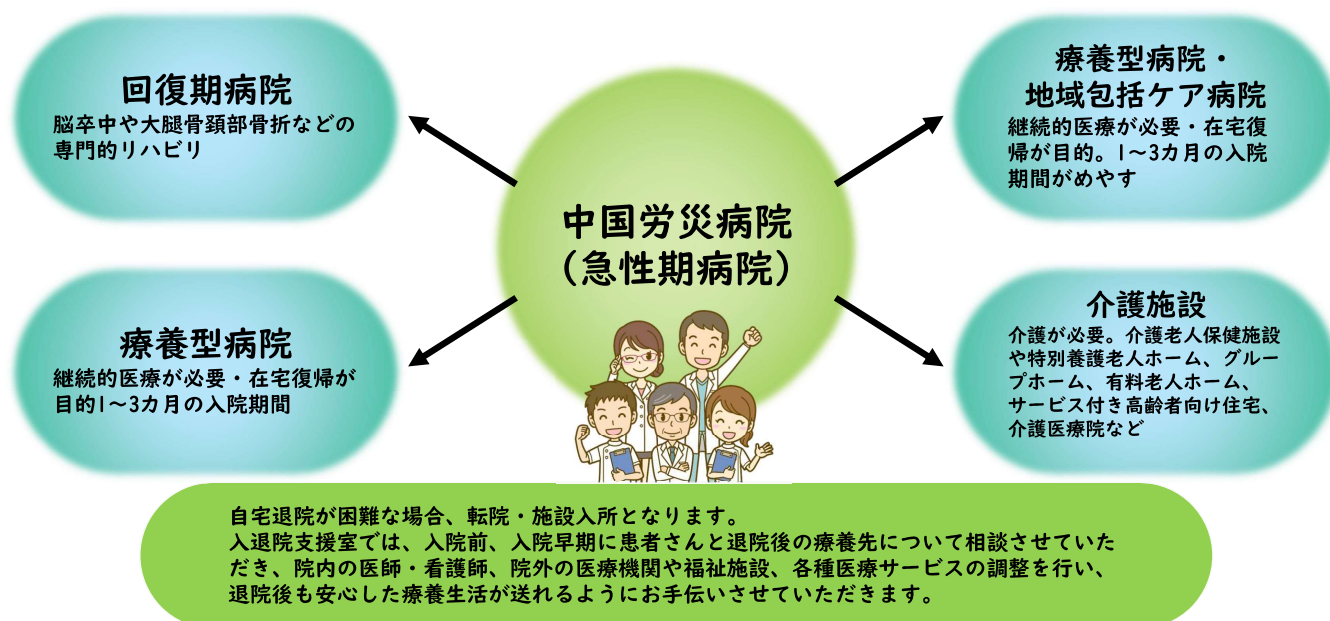 回復期病院
脳卒中や大腿骨頚部骨折などの
専門的リハビリ
療養型病院・
地域包括ケア病院
継続的医療が必要・在宅復
帰が目的。1〜3カ月の入院
期間がめやす
中国労災病院
（急性期病院）
療養型病院
継続的医療が必要・在宅復帰が
目的1〜3カ月の入院期間
介護施設
介護が必要。介護老人保健施設
や特別養護老人ホーム、グルー
プホーム、有料老人ホーム、
サービス付き高齢者向け住宅、
介護医療院など
自宅退院が困難な場合、転院・施設入所となります。
入退院支援室では、入院前、入院早期に患者さんと退院後の療養先について相談させていた
だき、院内の医師・看護師、院外の医療機関や福祉施設、各種医療サービスの調整を行い、
退院後も安心した療養生活が送れるようにお手伝いさせていただきます。